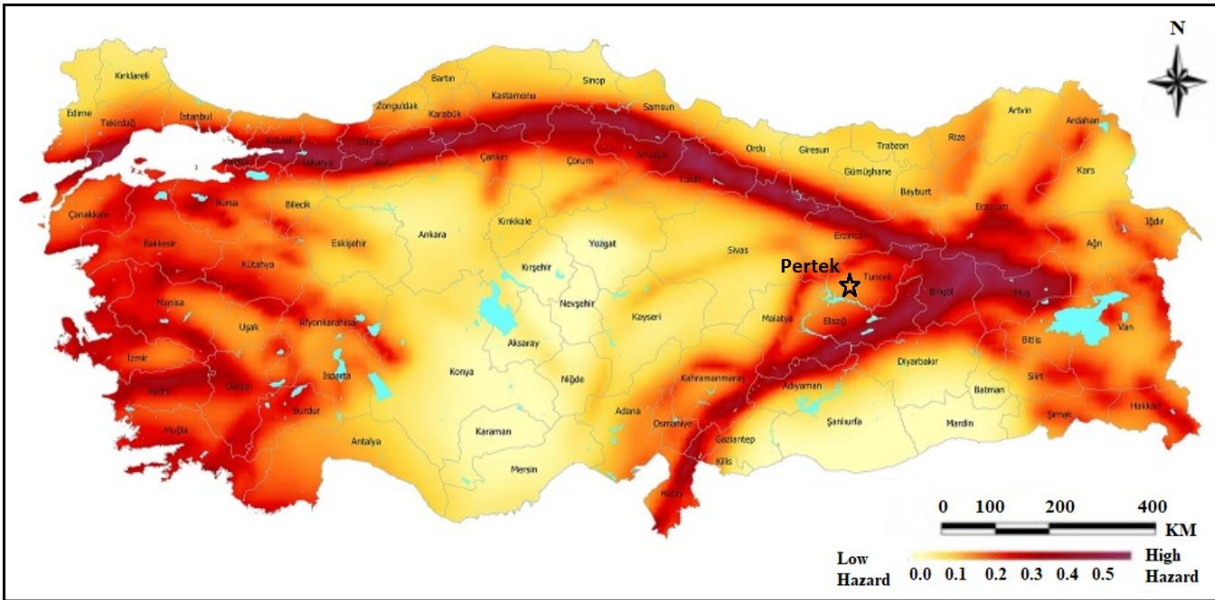 N
Kırklareli
Edirne
Tekirdağ
İstanbul
Zonguldak
Bartın
Karabük
Kastamonu
Sinop
Samsun
Ordu
Giresun
Trabzon
Rize
Artvin
Ardahan
Kars
Gümüşhane
Bayburt
Erzurum
Iğdır
Ağrı
Çankırı
Çorum
Amasya
Tokat
Sakarya
Çanakkale
Balıkesir
Bursa
Bilecik
Eskişehir
Kütahya
Ankara
Kırıkkale
Yozgat
Kırşehir
Sivas
Erzincan
Pertek
Tunceli
Bingöl
Muş
Nevşehir
Kayseri
Malatya
Elazığ
Van
Bitlis
Manisa
Uşak
Afyonkarahisar
İzmir
Aydın
Denizli
Isparta
Burdur
Muğla
Antalya
Konya
Aksaray
Niğde
Karaman
Mersin
Adana
Kahramanmaraş
Osmaniye
Adıyaman
Diyarbakır
Batman
Siirt
Şırnak
Hakkari
Mardin
Şanlıurfa
Gaziantep
Kilis
Hatay
0 100 200 400
KM
Low Hazard
0.0 0.1 0.2 0.3 0.4 0.5
High Hazard